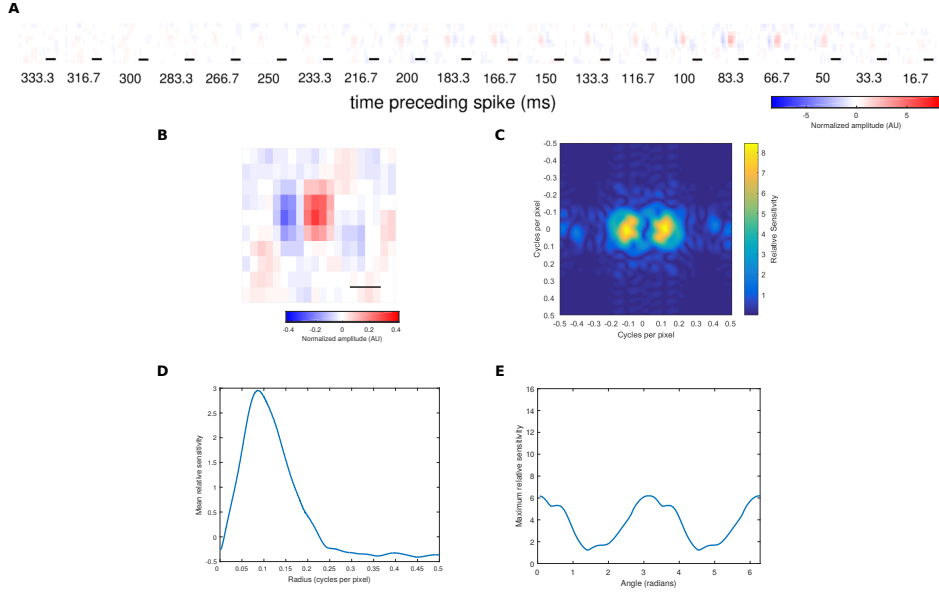 A
333.3 316.7 300 283.3 266.7 250 233.3 216.7 200 183.3 166.7 150 133.3 116.7 100 83.3 66.7 50 33.3 16.7
time preceding spike (ms)
-5 0 5
Normalized amplitude (AU)
B
-0.4 -0.2 0 0.2 0.4
Normalized amplitude (AU)
C
-0.5
-0.4
-0.3
-0.2
-0.1
0
0.1
0.2
0.3
0.4
0.5
Cycles per pixel
-0.5 -0.4 -0.3 -0.2 -0.1 0 0.1 0.2 0.3 0.4 0.5
Cycles per pixel
8
7
6
5
4
3
2
1
Relative Sensitivity
D
3
2.5
2
1.5
1
0.5
0
-0.5
Mean relative sensitivity
0 0.05 0.1 0.15 0.2 0.25 0.3 0.35 0.4 0.45 0.5
Radius (cycles per pixel)
E
16
14
12
10
8
6
4
2
0
Maximum relative sensitivity
0 1 2 3 4 5 6
Angle (radians)